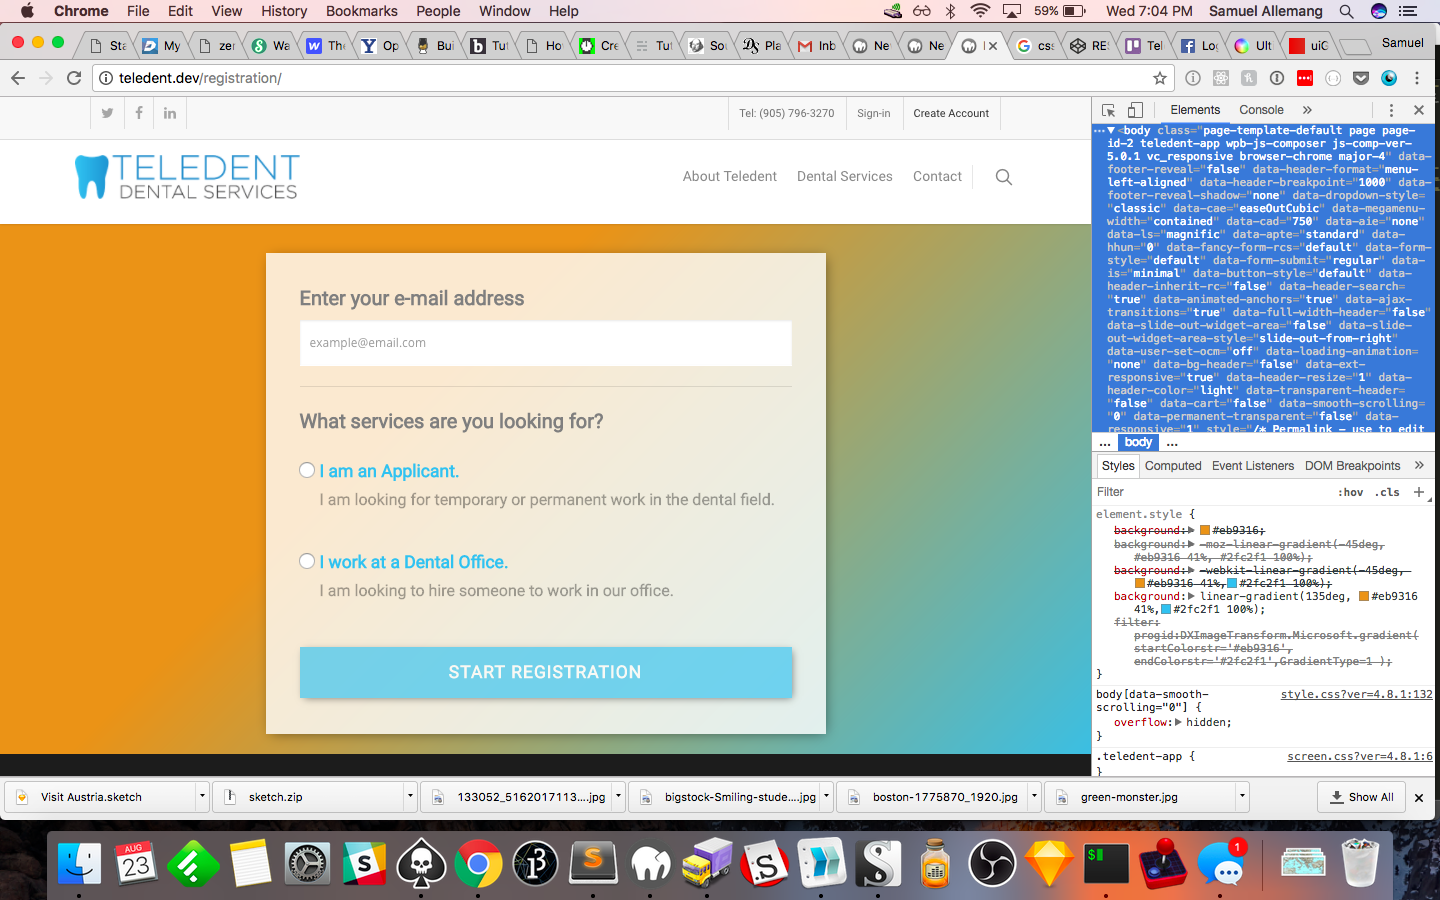 Chrome File Edit View History Bookmarks People Window Help 59% Wed 7:04 PM Samuel Allemang
Sta My zer Wa The Op Bui Tut Ho Cre Tut So Pla Inb Ne Ne css RE Tel Log Ult uiG Samuel
teledent.dev/registration/
Tel: (905) 796-3270 Sign-in Create Account
TELEDENT
DENTAL SERVICES
About Teledent Dental Services Contact
Enter your e-mail address
example@email.com
What services are you looking for?
I am an Applicant.
I am looking for temporary or permanent work in the dental field.
I work at a Dental Office.
I am looking to hire someone to work in our office.
START REGISTRATION
Elements Console »
<body class="page-template-default page page-
id-2 teledent-app wpb-js-composer js-comp-ver-
5.0.1 vc_responsive browser-chrome major-4" data-
footer-reveal="false" data-header-format="menu-
left-aligned" data-header-breakpoint="1000" data-
footer-reveal-shadow="none" data-dropdown-style=
"classic" data-cae="easeOutCubic" data-megamenu-
width="contained" data-cad="750" data-aie="none"
data-ls="magnific" data-apte="standard" data-
hhun="0" data-fancy-form-rcs="default" data-form-
style="default" data-form-submit="regular" data-
is="minimal" data-button-style="default" data-
header-inherit-rc="false" data-header-search=
"true" data-animated-anchors="true" data-ajax-
transitions="true" data-full-width-header="false"
data-slide-out-widget-area="false" data-slide-
out-widget-area-style="slide-out-from-right"
data-user-set-ocm="off" data-loading-animation=
"none" data-bg-header="false" data-ext-
responsive="true" data-header-resize="1" data-
header-color="light" data-transparent-header=
"false" data-cart="false" data-smooth-scrolling=
"0" data-permanent-transparent="false" data-
responsive="1" style="/* Permalink - use to edit
... body ...
Styles Computed Event Listeners DOM Breakpoints »
Filter :hov .cls +
element.style {
background: #eb9316;
background: -moz-linear-gradient(-45deg,
#eb9316 41%, #2fc2f1 100%);
background: -webkit-linear-gradient(-45deg,
#eb9316 41%, #2fc2f1 100%);
background: linear-gradient(135deg, #eb9316
41%, #2fc2f1 100%);
filter:
progid:DXImageTransform.Microsoft.gradient(
startColorstr='#eb9316',
endColorstr='#2fc2f1',GradientType=1 );
}
body[data-smooth- style.css?ver=4.8.1:132
scrolling="0"] {
overflow: hidden;
}
.teledent-app { screen.css?ver=4.8.1:6
}
Visit Austria.sketch sketch.zip 133052_5162017113....jpg bigstock-Smiling-stude....jpg boston-1775870_1920.jpg green-monster.jpg Show All
AUG
23
1